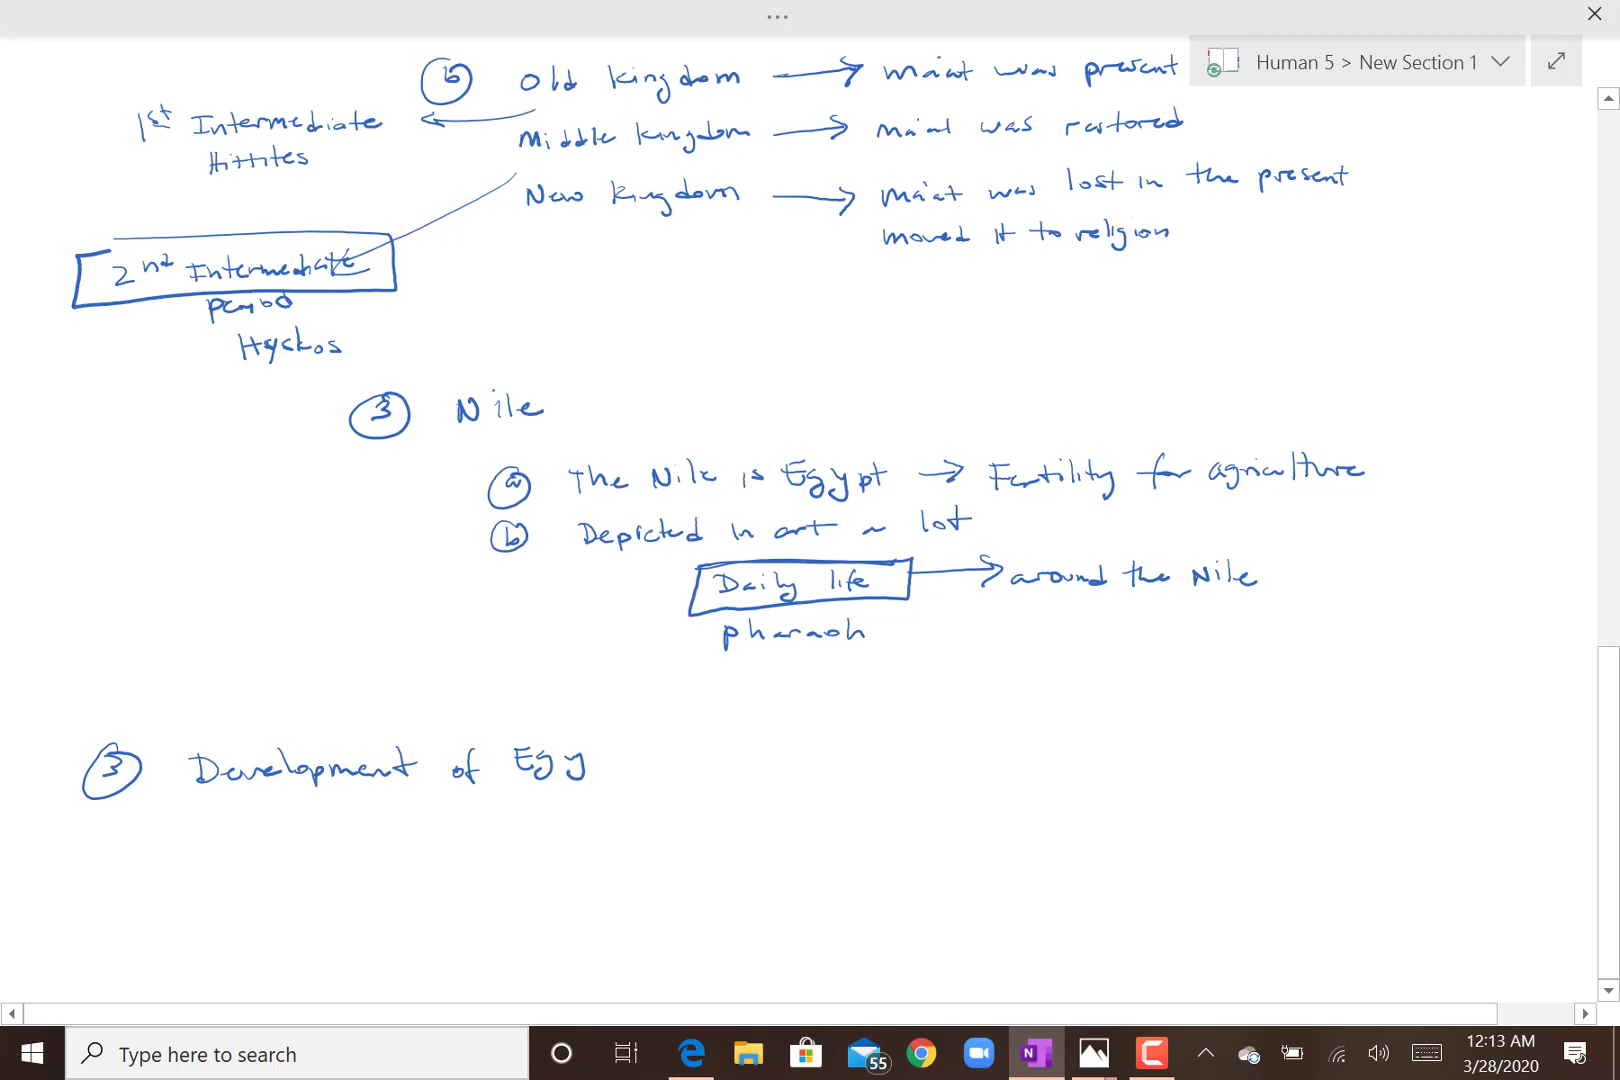 Human 5 > New Section 1
b Old kingdom → ma'at was present
1st Intermediate
Hittites
Middle kingdom → ma'at was restored
New kingdom → ma'at was lost in the present
moved it to religion
2nd Intermediate
period
Hyckos
3 Nile
a The Nile is Egypt → Fertility for agriculture
b Depicted in art a lot
Daily life → around the Nile
pharaoh
3 Development of Egy
Type here to search
55
12:13 AM
3/28/2020